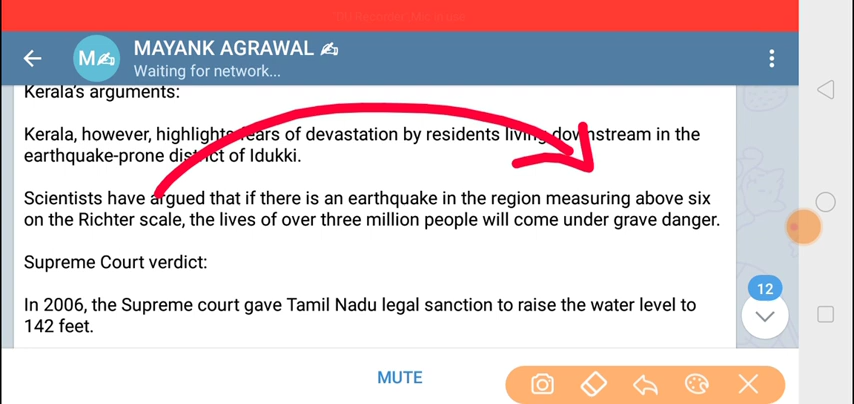 MAYANK AGRAWAL ✍
M✍
Waiting for network...
Kerala's arguments:
Kerala, however, highlights fears of devastation by residents living downstream in the
earthquake-prone district of Idukki.
Scientists have argued that if there is an earthquake in the region measuring above six
on the Richter scale, the lives of over three million people will come under grave danger.
Supreme Court verdict:
In 2006, the Supreme court gave Tamil Nadu legal sanction to raise the water level to
142 feet.
12
MUTE